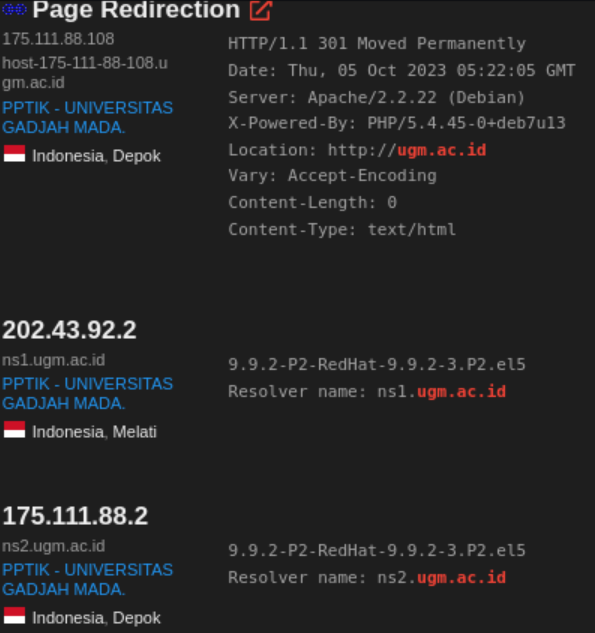 Page Redirection
175.111.88.108
host-175-111-88-108.u
gm.ac.id
PPTIK - UNIVERSITAS
GADJAH MADA.
Indonesia, Depok
HTTP/1.1 301 Moved Permanently
Date: Thu, 05 Oct 2023 05:22:05 GMT
Server: Apache/2.2.22 (Debian)
X-Powered-By: PHP/5.4.45-0+deb7u13
Location: http://ugm.ac.id
Vary: Accept-Encoding
Content-Length: 0
Content-Type: text/html
202.43.92.2
ns1.ugm.ac.id
PPTIK - UNIVERSITAS
GADJAH MADA.
Indonesia, Melati
9.9.2-P2-RedHat-9.9.2-3.P2.el5
Resolver name: ns1.ugm.ac.id
175.111.88.2
ns2.ugm.ac.id
PPTIK - UNIVERSITAS
GADJAH MADA.
Indonesia, Depok
9.9.2-P2-RedHat-9.9.2-3.P2.el5
Resolver name: ns2.ugm.ac.id